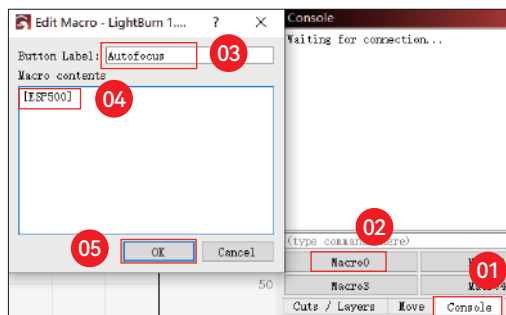 Edit Macro - LightBurn 1....
? ×
Button Label: Autofocus
03
Macro contents
[ESP500]
04
05
OK
Cancel
50
Console
Waiting for connection...
02
(type here)
Macro0
01
Macro3
Cuts / Layers
Move
Console